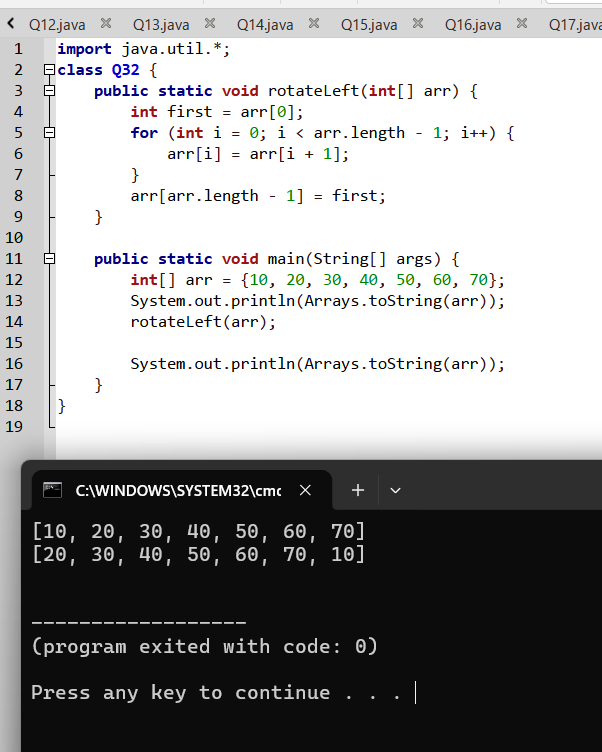 Q12.java Q13.java Q14.java Q15.java Q16.java Q17.java
1 import java.util.*;
2 class Q32 {
3 public static void rotateLeft(int[] arr) {
4 int first = arr[0];
5 for (int i = 0; i < arr.length - 1; i++) {
6 arr[i] = arr[i + 1];
7 }
8 arr[arr.length - 1] = first;
9 }
10
11 public static void main(String[] args) {
12 int[] arr = {10, 20, 30, 40, 50, 60, 70};
13 System.out.println(Arrays.toString(arr));
14 rotateLeft(arr);
15
16 System.out.println(Arrays.toString(arr));
17 }
18 }
19
C:\WINDOWS\SYSTEM32\cmd
[10, 20, 30, 40, 50, 60, 70]
[20, 30, 40, 50, 60, 70, 10]
------------------
(program exited with code: 0)
Press any key to continue . . .